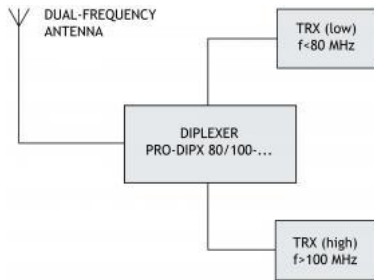 DUAL-FREQUENCY
ANTENNA
TRX (low)
f<80 MHz
DIPLEXER
PRO-DIPX 80/100-...
TRX (high)
f>100 MHz